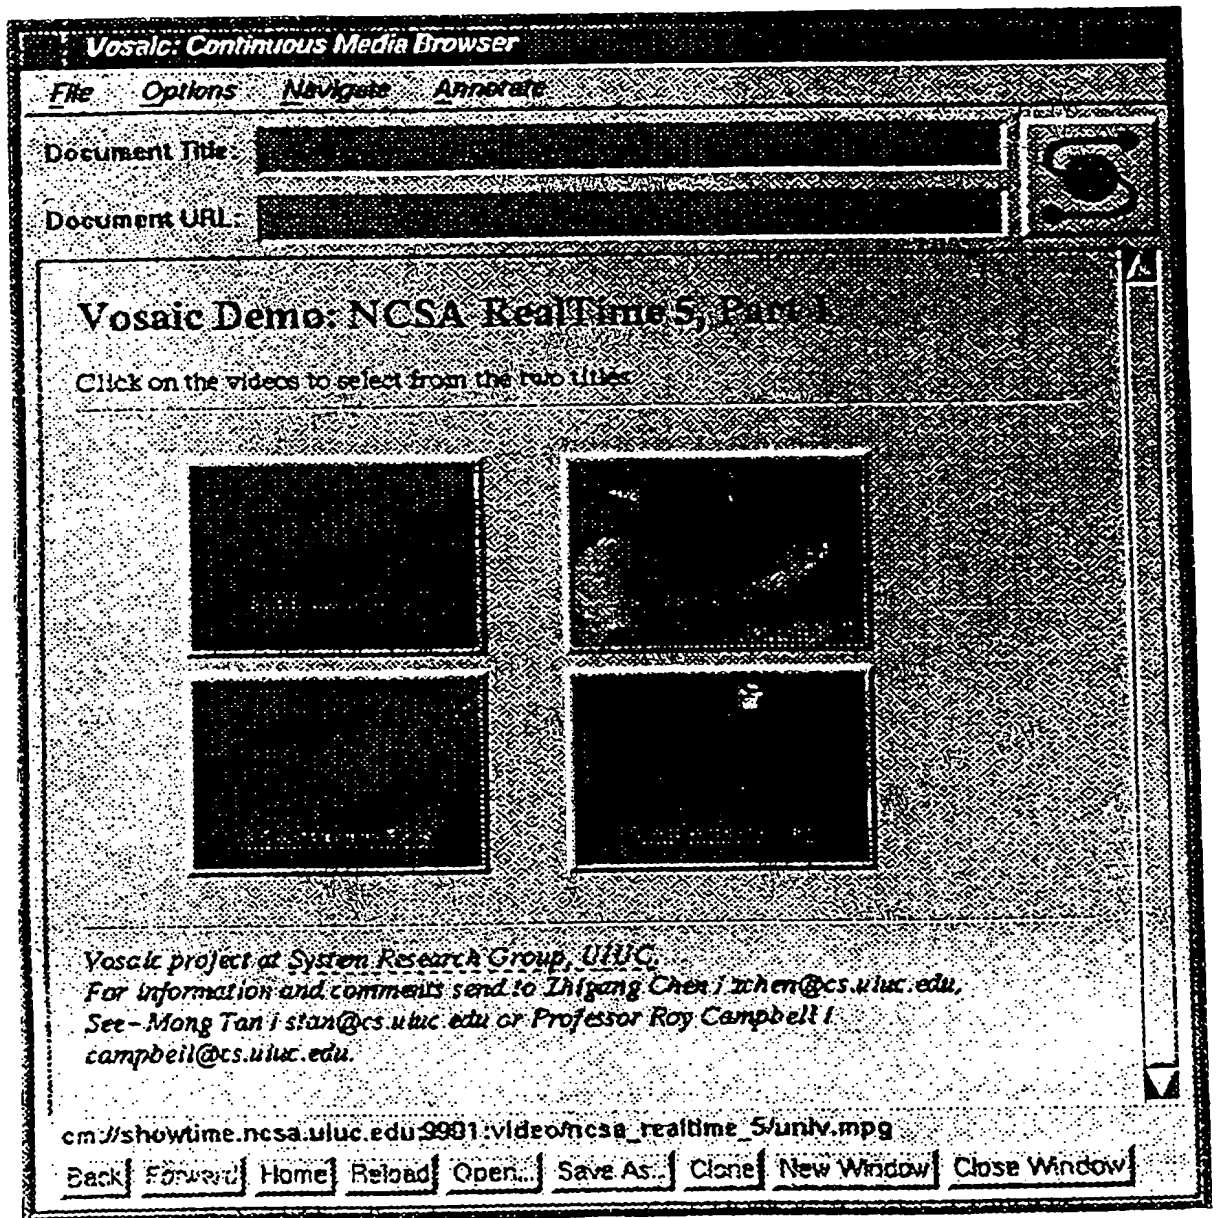 Vosaic: Continuous Media Browser
File Options Navigate Annotate
Document Title:
Document URL:
Vosaic Demo: NCSA RealTime 5, Part I
Click on the videos to select from the two titles
Vosaic project at System Research Group, UIUC.
For information and comments send to Zhigang Chen / zchen@cs.uiuc.edu,
See-Mong Tan / stan@cs.uiuc.edu or Professor Roy Campbell /
campbell@cs.uiuc.edu.
cm://showtime.ncsa.uiuc.edu:9901:video/ncsa_realtime_5/univ.mpg
Back Forward Home Reload Open... Save As... Clone New Window Close Window